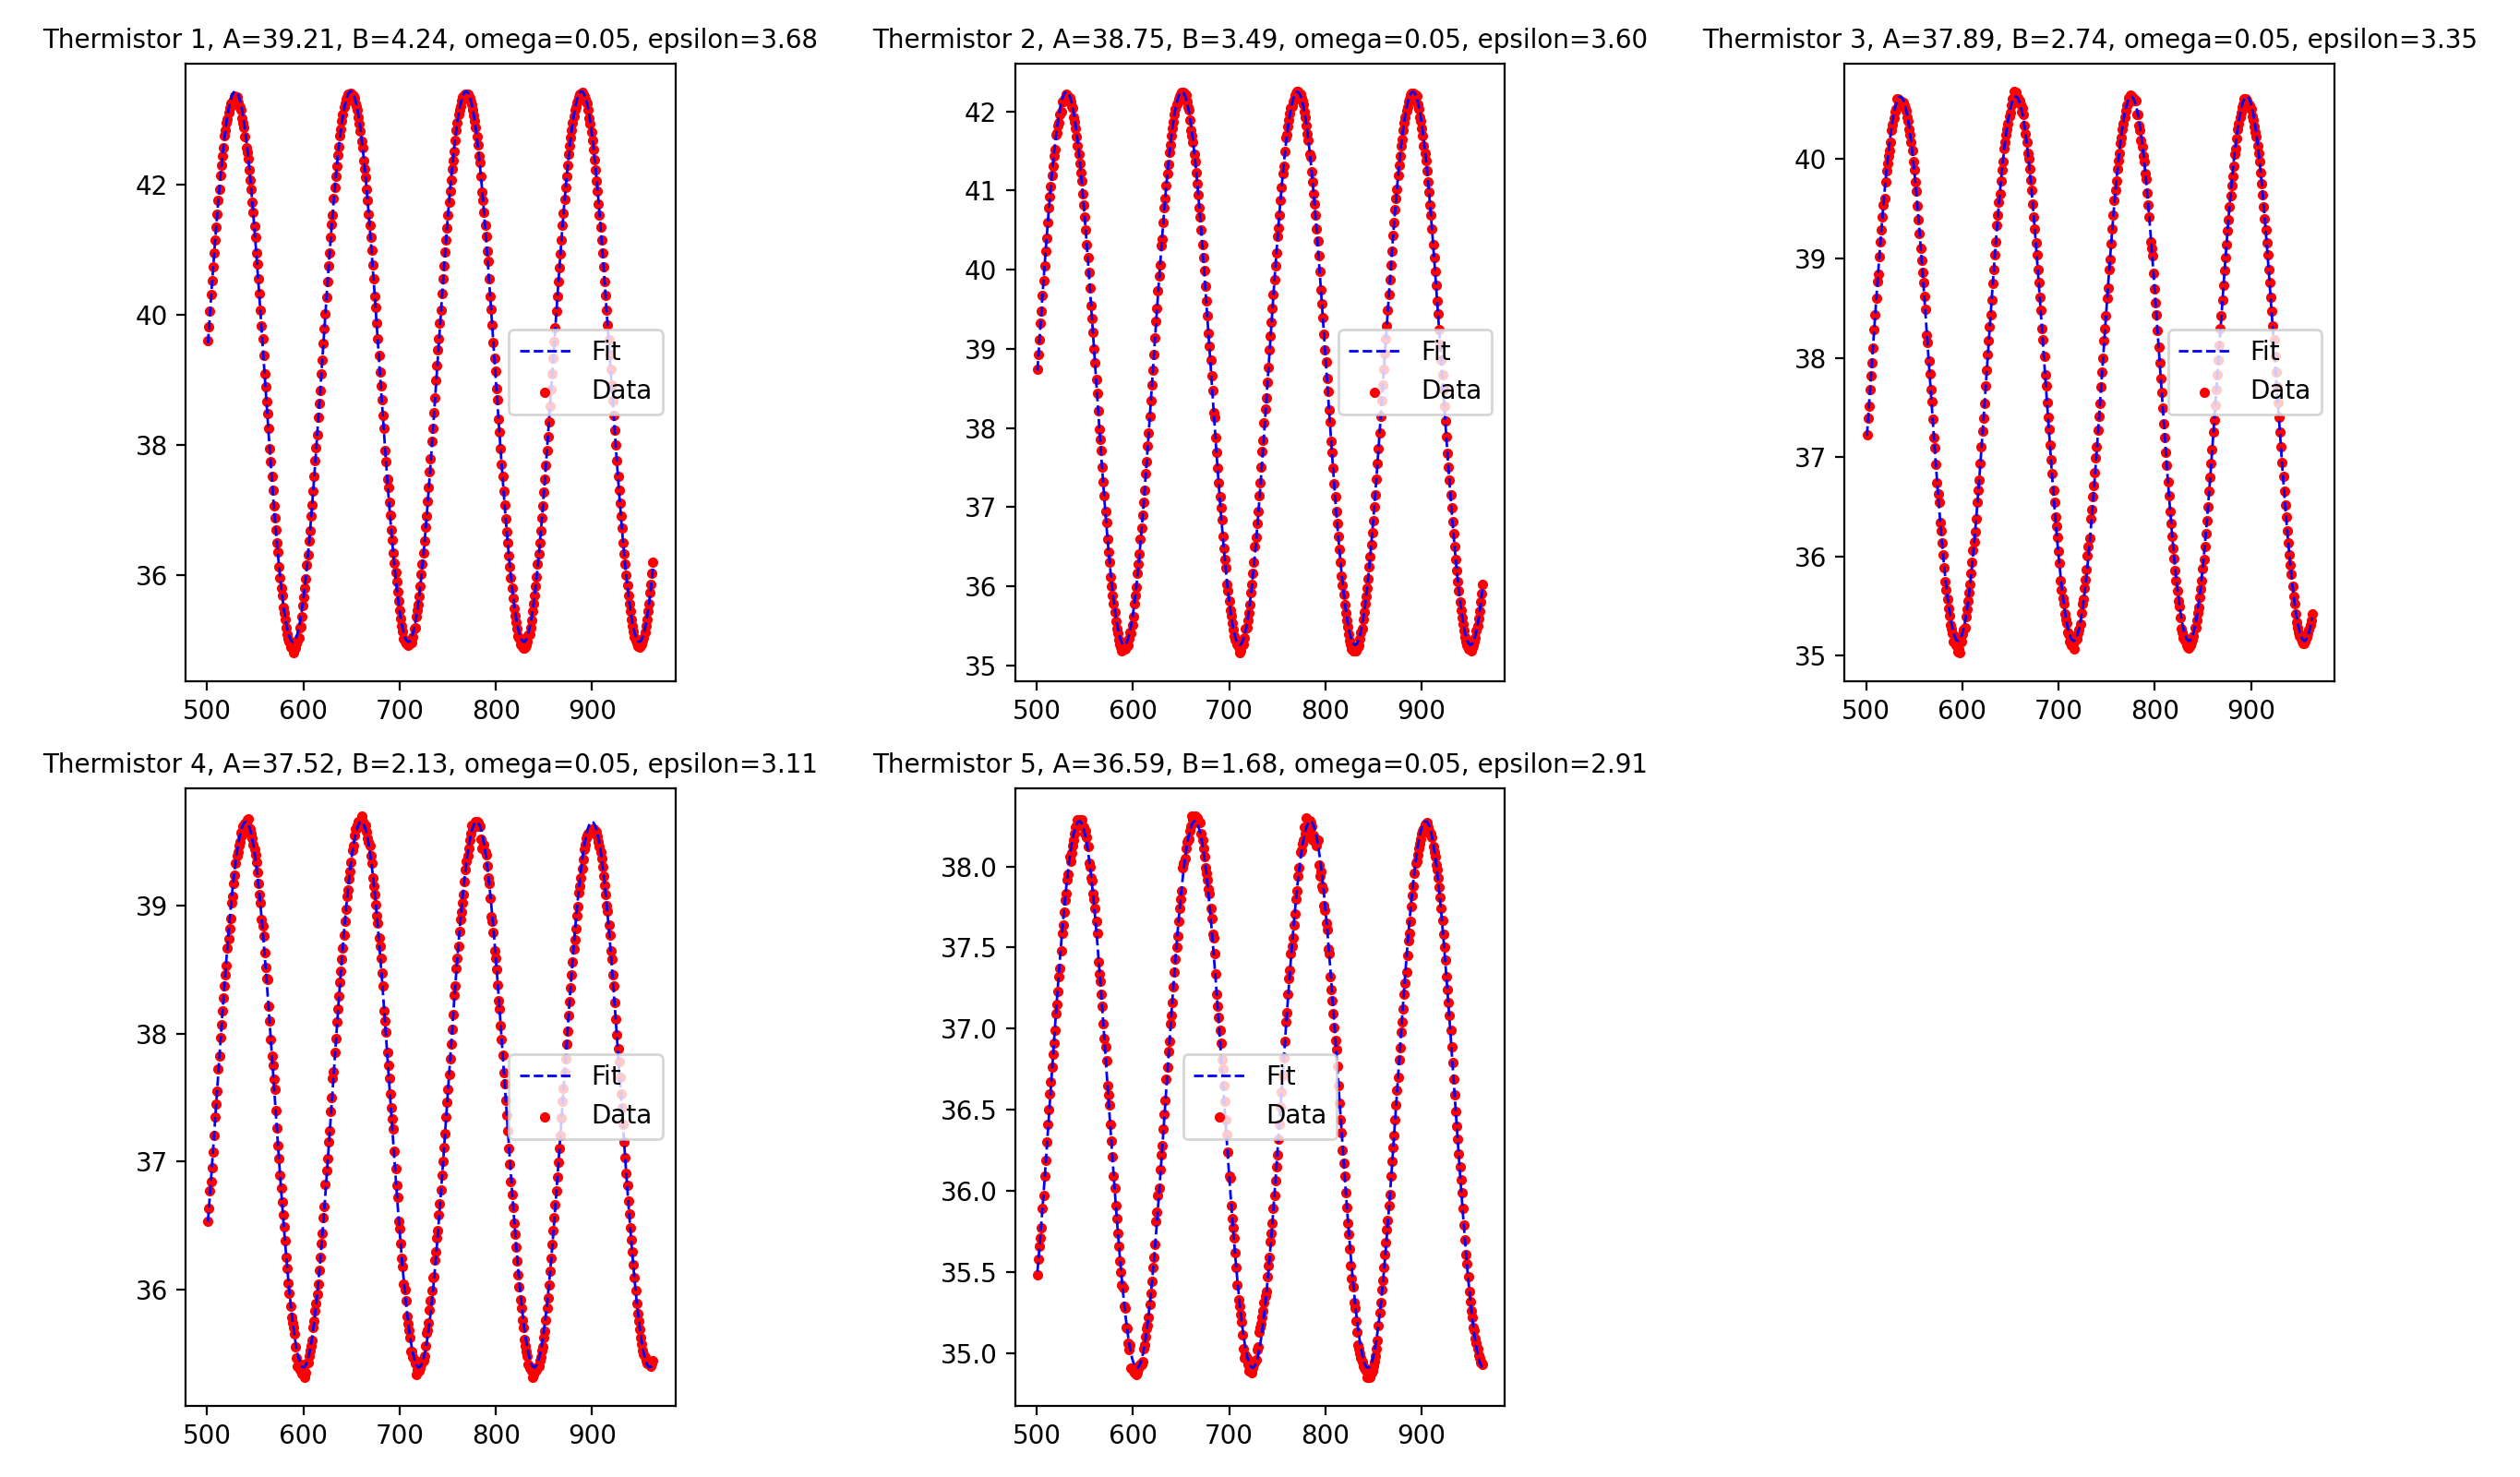 Thermistor 1, A=39.21, B=4.24, omega=0.05, epsilon=3.68
42
40
38
36
500 600 700 800 900
Fit
Data
Thermistor 2, A=38.75, B=3.49, omega=0.05, epsilon=3.60
42
41
40
39
38
37
36
35
500 600 700 800 900
Fit
Data
Thermistor 3, A=37.89, B=2.74, omega=0.05, epsilon=3.35
40
39
38
37
36
35
500 600 700 800 900
Fit
Data
Thermistor 4, A=37.52, B=2.13, omega=0.05, epsilon=3.11
39
38
37
36
500 600 700 800 900
Fit
Data
Thermistor 5, A=36.59, B=1.68, omega=0.05, epsilon=2.91
38.0
37.5
37.0
36.5
36.0
35.5
35.0
500 600 700 800 900
Fit
Data